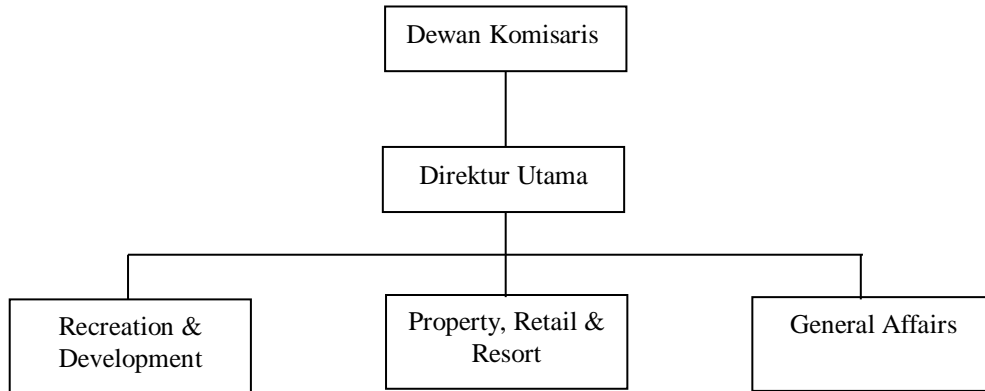 Dewan Komisaris
Direktur Utama
Recreation &
Development
Property, Retail &
Resort
General Affairs